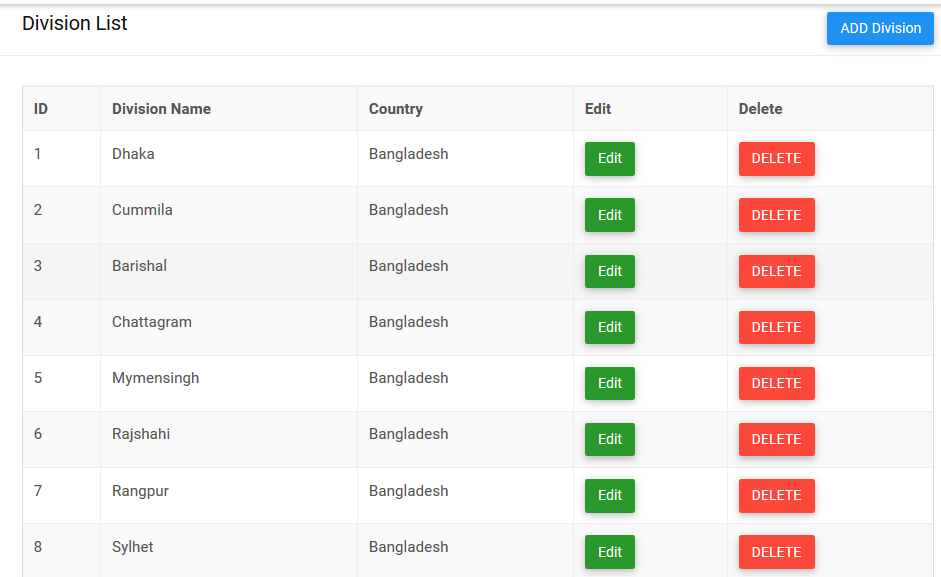 Division List
ADD Division
ID Division Name Country Edit Delete
1 Dhaka Bangladesh Edit DELETE
2 Cummila Bangladesh Edit DELETE
3 Barishal Bangladesh Edit DELETE
4 Chattagram Bangladesh Edit DELETE
5 Mymensingh Bangladesh Edit DELETE
6 Rajshahi Bangladesh Edit DELETE
7 Rangpur Bangladesh Edit DELETE
8 Sylhet Bangladesh Edit DELETE